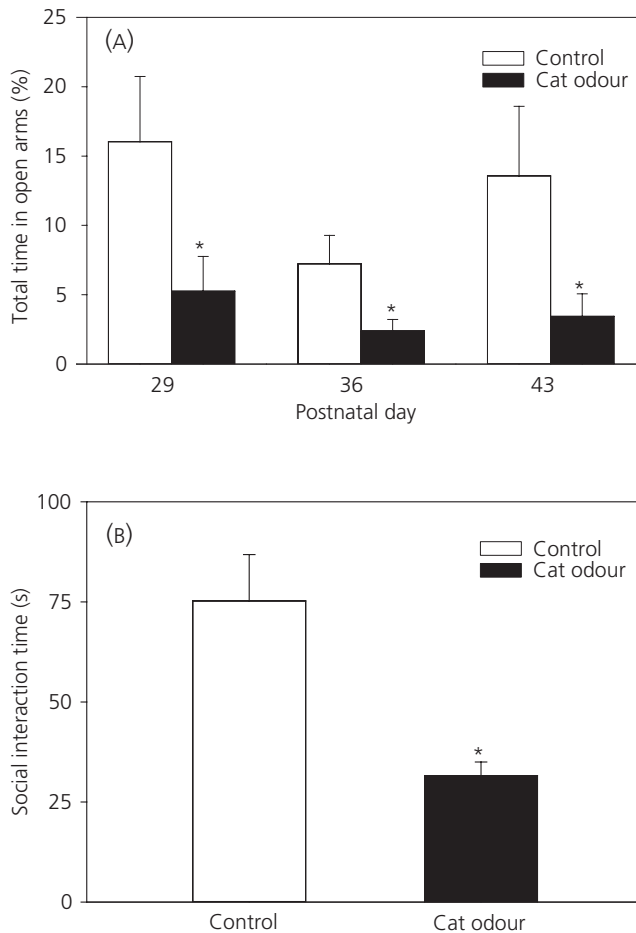 (A)
Control
Cat odour
Total time in open arms (%)
25
20
15
10
5
0
*
*
*
29 36 43
Postnatal day
(B)
Control
Cat odour
Social interaction time (s)
100
75
50
25
0
*
Control Cat odour